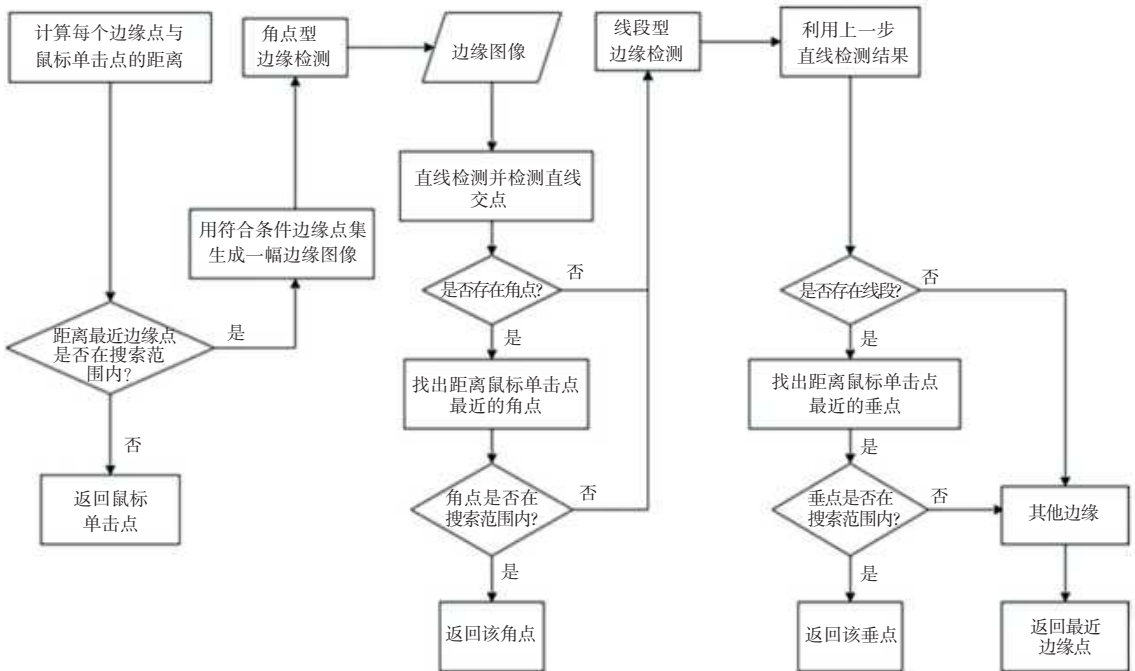 计算每个边缘点与
鼠标单击点的距离
距离最近边缘点
是否在搜索范
围内?
是
否
返回鼠标
单击点
用符合条件边缘点集
生成一幅边缘图像
角点型
边缘检测
边缘图像
直线检测并检测直线
交点
是否存在角点?
否
是
找出距离鼠标单击点
最近的角点
角点是否在
搜索范围内?
否
是
返回该角点
线段型
边缘检测
利用上一步
直线检测结果
是否存在线段?
否
是
找出距离鼠标单击点
最近的垂点
是
垂点是否在
搜索范围内?
否
是
返回该垂点
其他边缘
返回最近
边缘点